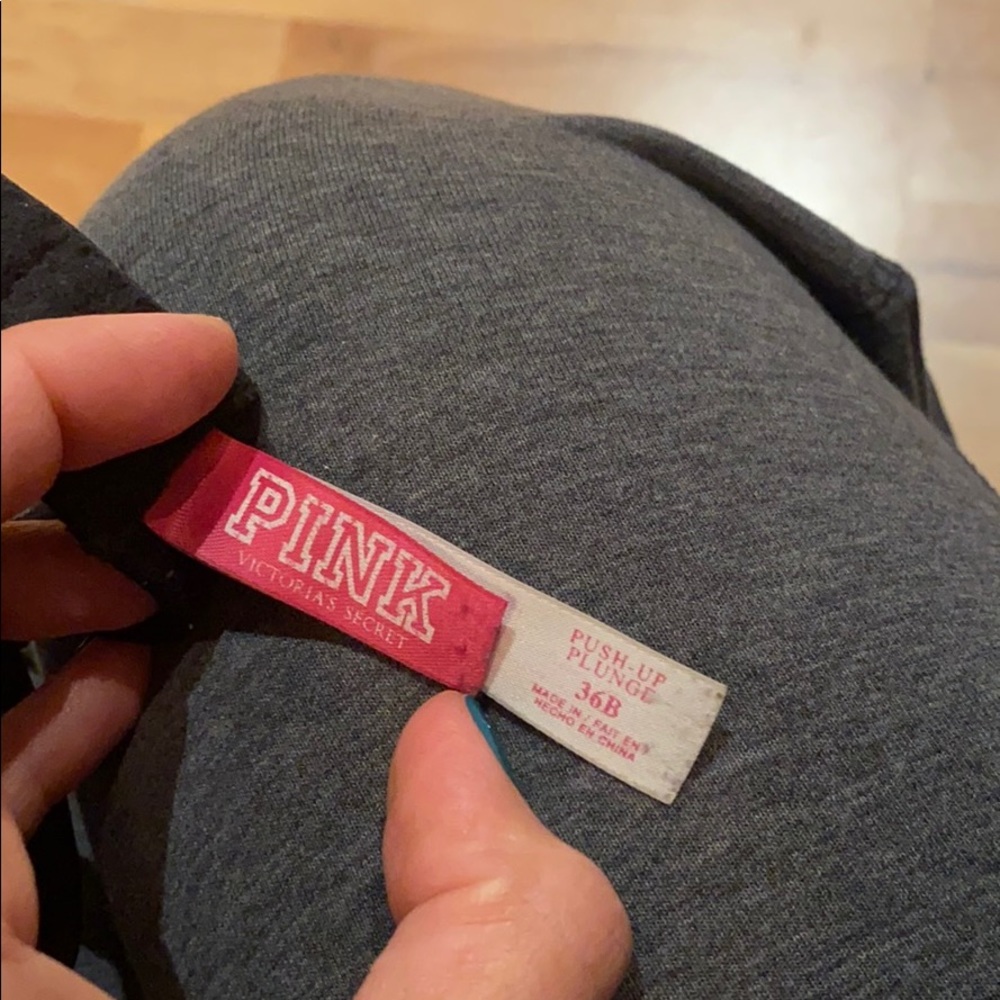 PINK
VICTORIA'S SECRET
PUSH-UP
PLUNGE
36B
MADE IN / FAIT EN /
HECHO EN CHINA